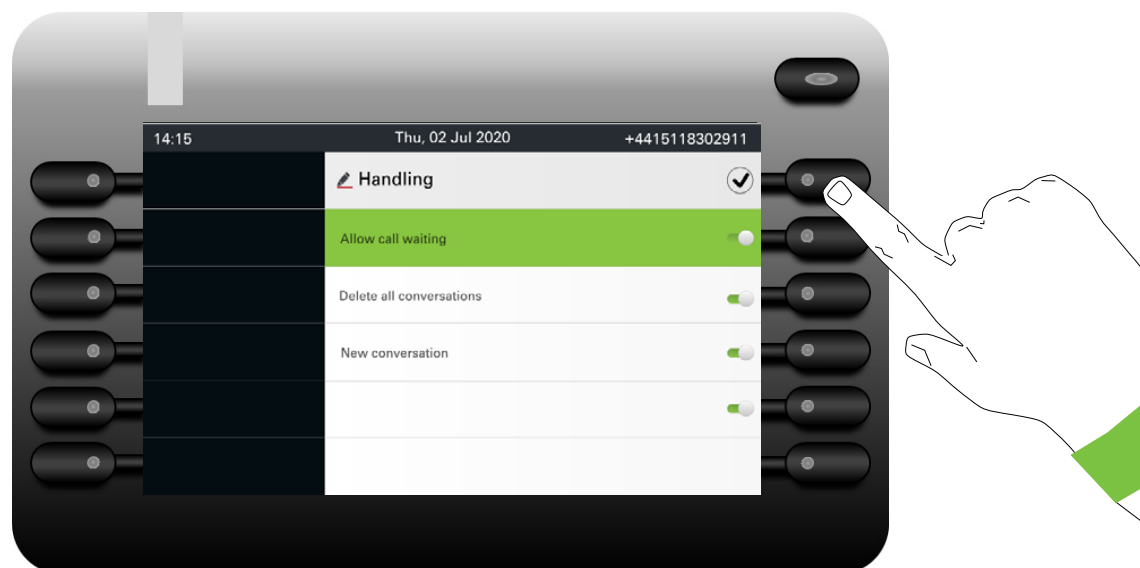 14:15 Thu, 02 Jul 2020 +4415118302911
Handling
Allow call waiting
Delete all conversations
New conversation